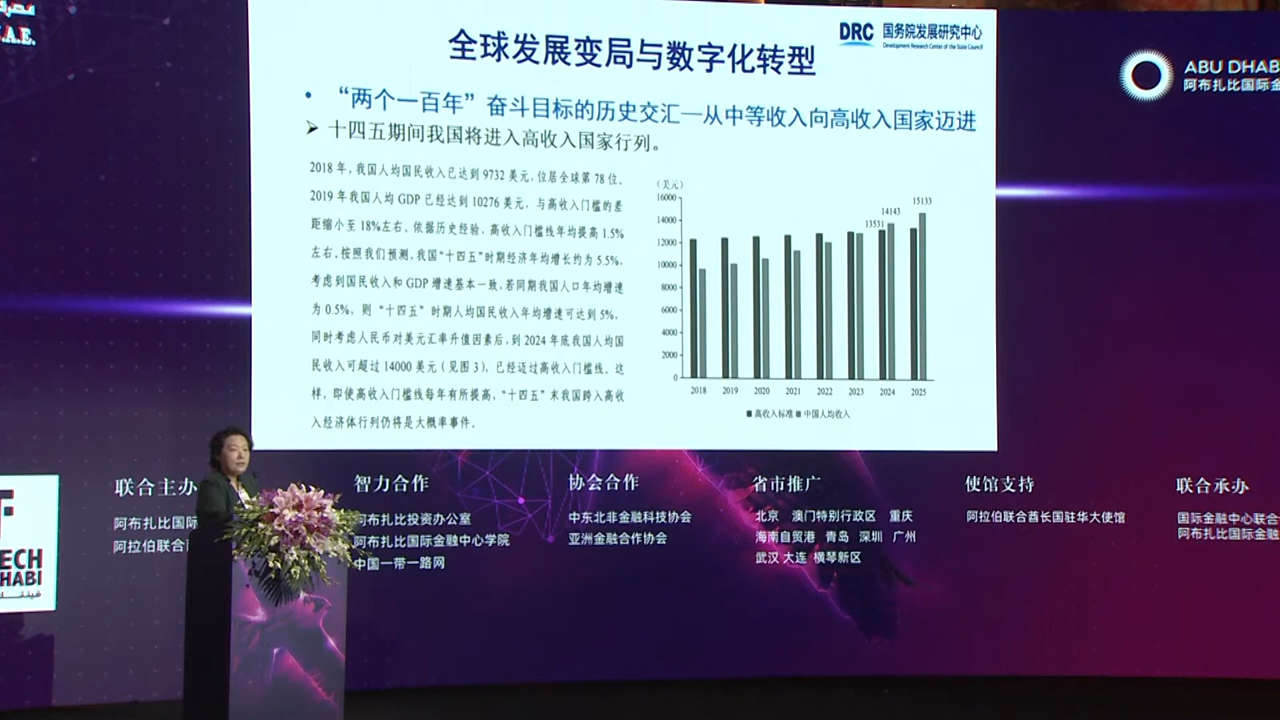 .A.E.
DRC 国务院发展研究中心
Development Research Center of the State Council
全球发展变局与数字化转型
ABU DHAB
阿布扎比国际金
• “两个一百年”奋斗目标的历史交汇—从中等收入向高收入国家迈进
➢ 十四五期间我国将进入高收入国家行列。
2018 年，我国人均国民收入已达到 9732 美元，位居全球第 78 位。
2019 年我国人均 GDP 已经达到 10276 美元，与高收入门槛的差
距缩小至 18%左右。依据历史经验，高收入门槛线年均提高 1.5%
左右。按照我们预测，我国“十四五”时期经济年均增长约为 5.5%，
考虑到国民收入和 GDP 增速基本一致，若同期我国人口年均增速
为 0.5%，则“十四五”时期人均国民收入年均增速可达到 5%，
同时考虑人民币对美元汇率升值因素后，到 2024 年底我国人均国
民收入可超过 14000 美元（见图 3），已经迈过高收入门槛线。这
样，即使高收入门槛线每年有所提高，“十四五”末我国跨入高收
入经济体行列仍将是大概率事件。
（美元）
16000
14000
12000
10000
8000
6000
4000
2000
0
13531
14143
15133
2018 2019 2020 2021 2022 2023 2024 2025
■ 高收入标准 ■ 中国人均收入
联合主办
阿布扎比国际
阿拉伯联合
智力合作
阿布扎比投资办公室
阿布扎比国际金融中心学院
中国一带一路网
协会合作
中东北非金融科技协会
亚洲金融合作协会
省市推广
北京 澳门特别行政区 重庆
海南自贸港 青岛 深圳 广州
武汉 大连 横琴新区
使馆支持
阿拉伯联合酋长国驻华大使馆
联合承办
国际金融中心联合
阿布扎比国际金融
TECH
HABI